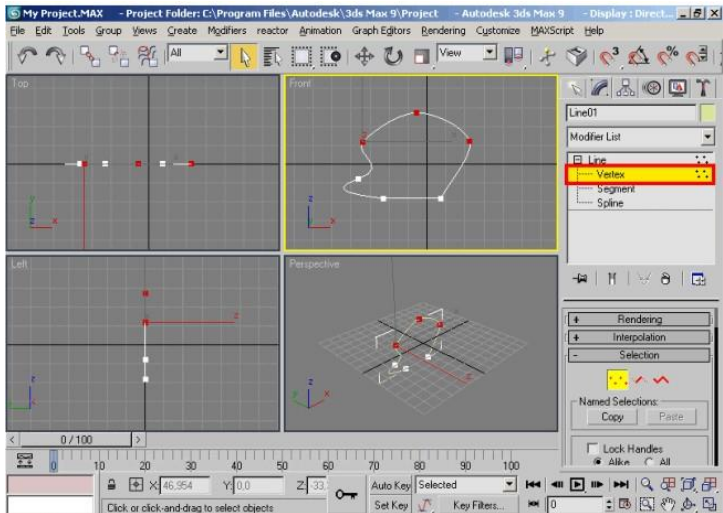 My Project.MAX - Project Folder: C:\Program Files\Autodesk\3ds Max 9\Project - Autodesk 3ds Max 9 - Display : Direct...
File Edit Tools Group Views Create Modifiers reactor Animation Graph Editors Rendering Customize MAXScript Help
All View
Top Front
Line01
Modifier List
Line
Vertex
Segment
Spline
Left Perspective
Rendering
Interpolation
Selection
Named Selections:
Copy Paste
Lock Handles
Alike All
0 / 100
0 10 20 30 40 50 60 70 80 90 100
X: 46.954 Y: 0.0 Z: -33. Auto Key Selected
Click or click-and-drag to select objects Set Key Key Filters... 0